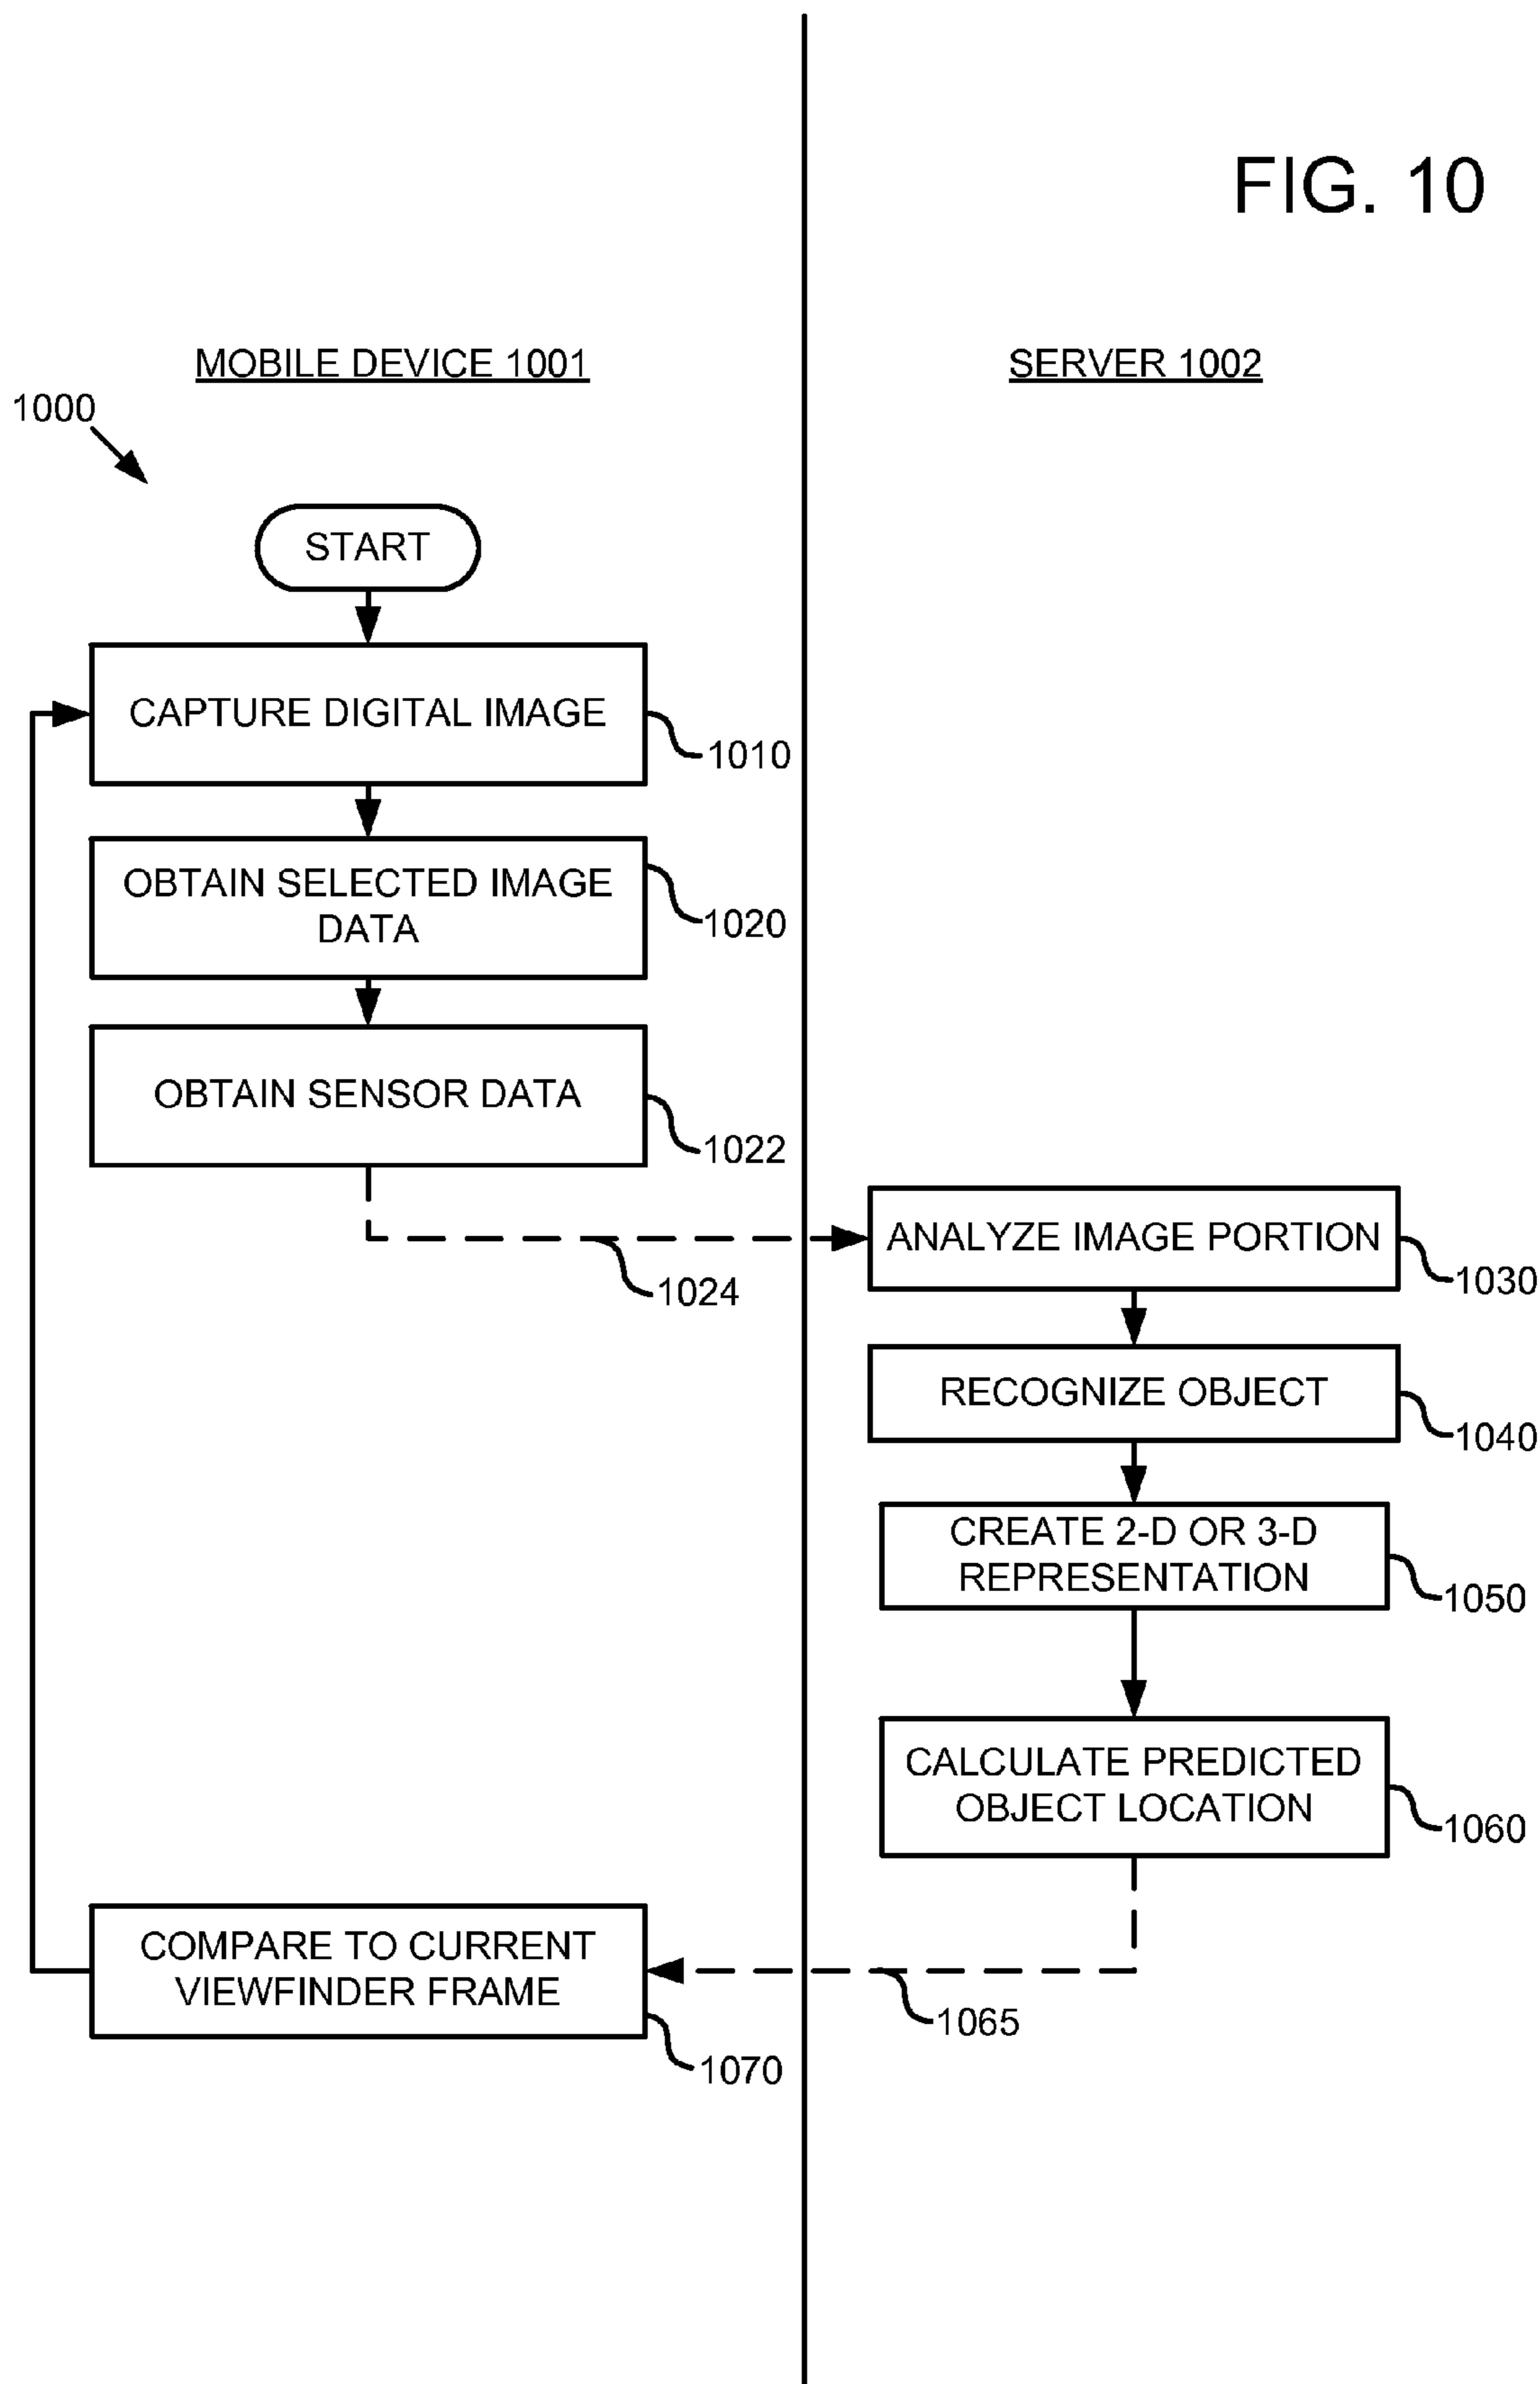 FIG. 10
MOBILE DEVICE 1001
SERVER 1002
1000
START
CAPTURE DIGITAL IMAGE
1010
OBTAIN SELECTED IMAGE
DATA
1020
OBTAIN SENSOR DATA
1022
1024
ANALYZE IMAGE PORTION
1030
RECOGNIZE OBJECT
1040
CREATE 2-D OR 3-D
REPRESENTATION
1050
CALCULATE PREDICTED
OBJECT LOCATION
1060
1065
COMPARE TO CURRENT
VIEWFINDER FRAME
1070